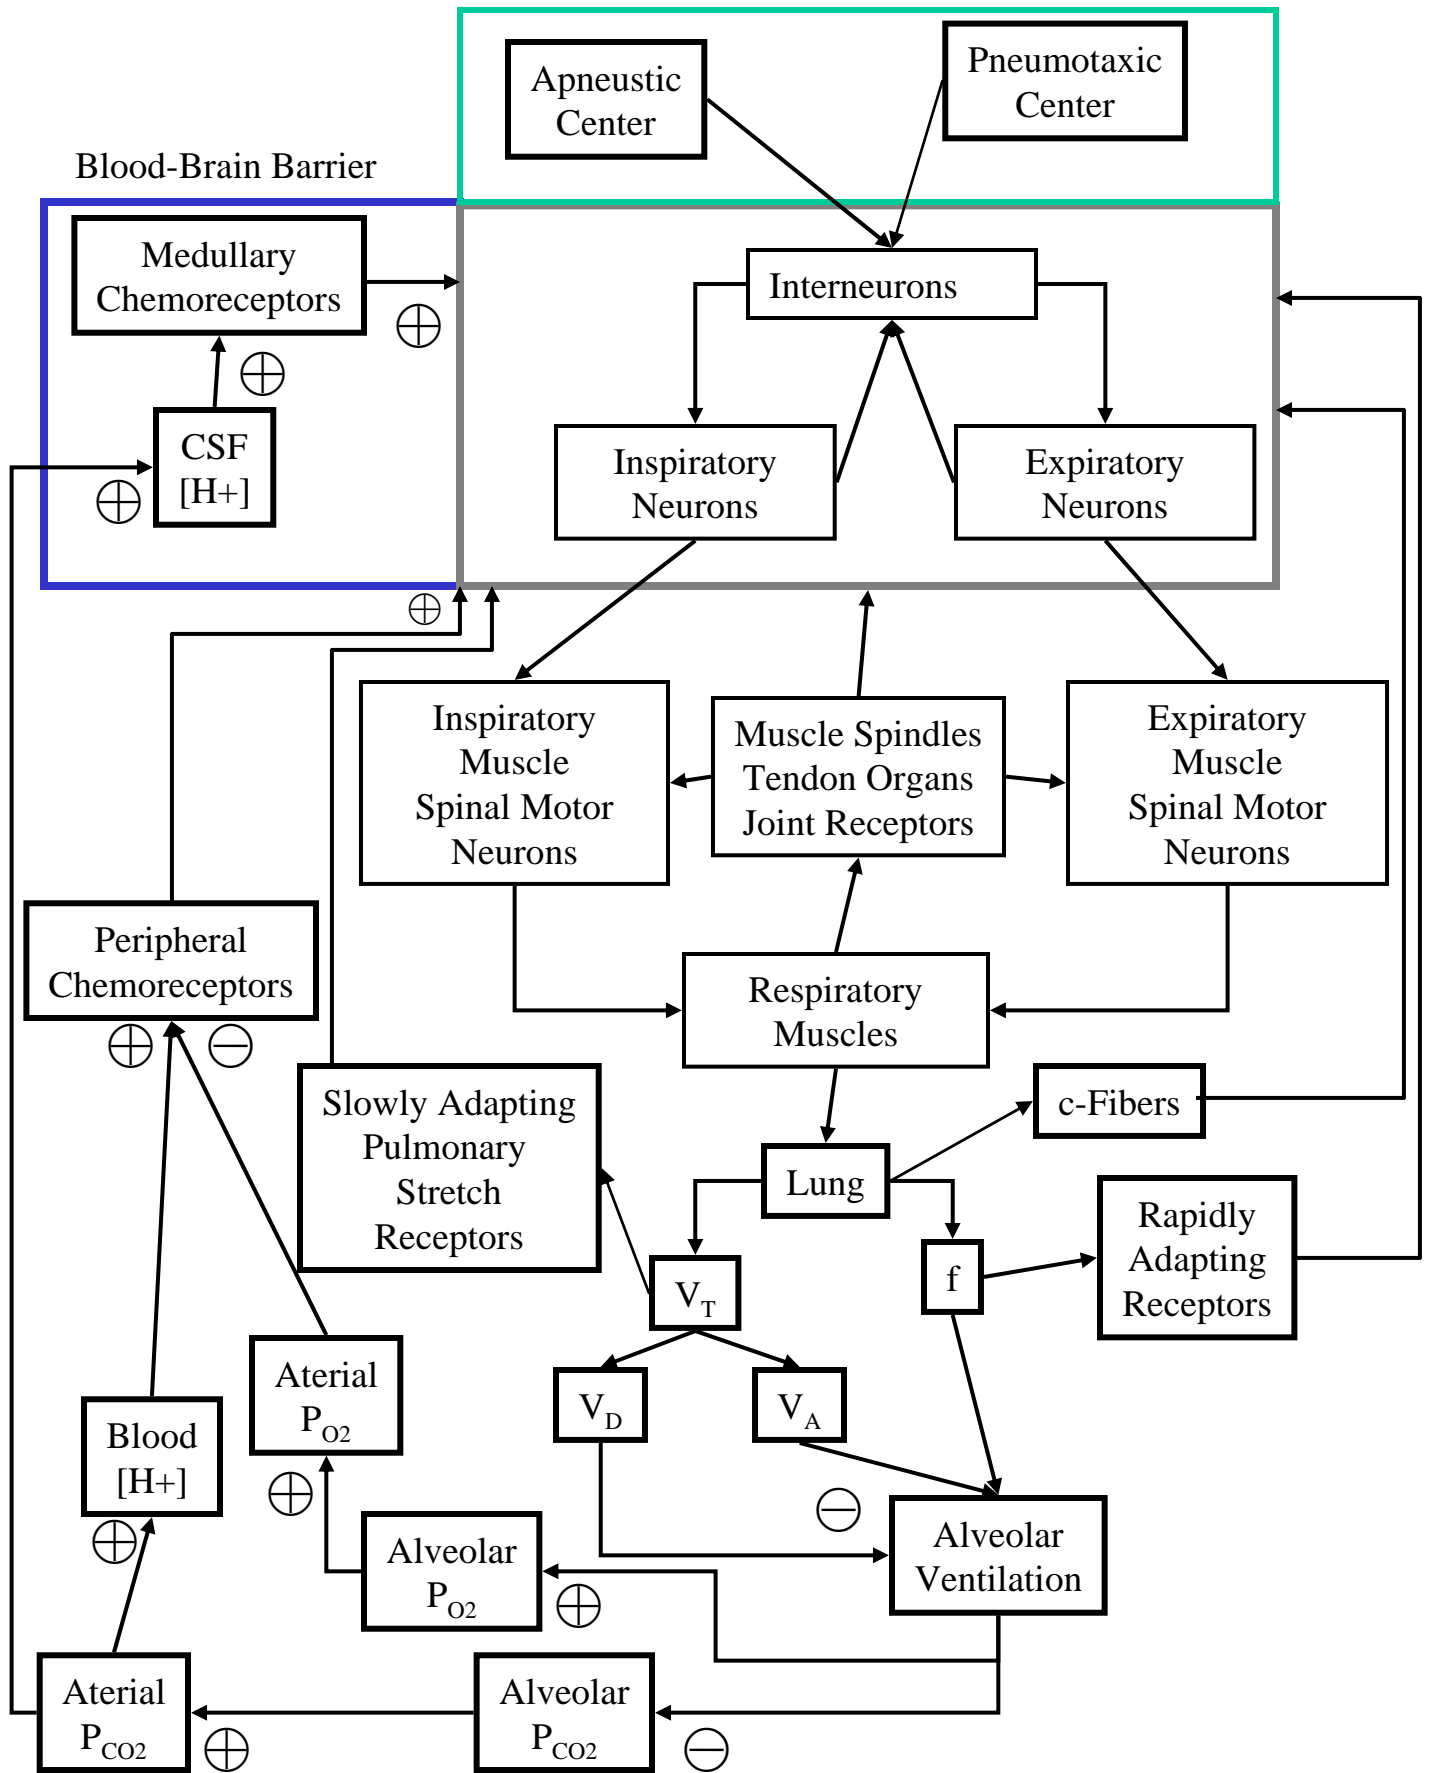 Apneustic
Center
Pneumotaxic
Center
Blood-Brain Barrier
Medullary
Chemoreceptors
Interneurons
CSF
[H+]
Inspiratory
Neurons
Expiratory
Neurons
Inspiratory
Muscle
Spinal Motor
Neurons
Muscle Spindles
Tendon Organs
Joint Receptors
Expiratory
Muscle
Spinal Motor
Neurons
Peripheral
Chemoreceptors
Respiratory
Muscles
Slowly Adapting
Pulmonary
Stretch
Receptors
c-Fibers
Lung
Rapidly
Adapting
Receptors
f
VT
Aterial
PO2
VD
VA
Blood
[H+]
Alveolar
PO2
Alveolar
Ventilation
Aterial
PCO2
Alveolar
PCO2